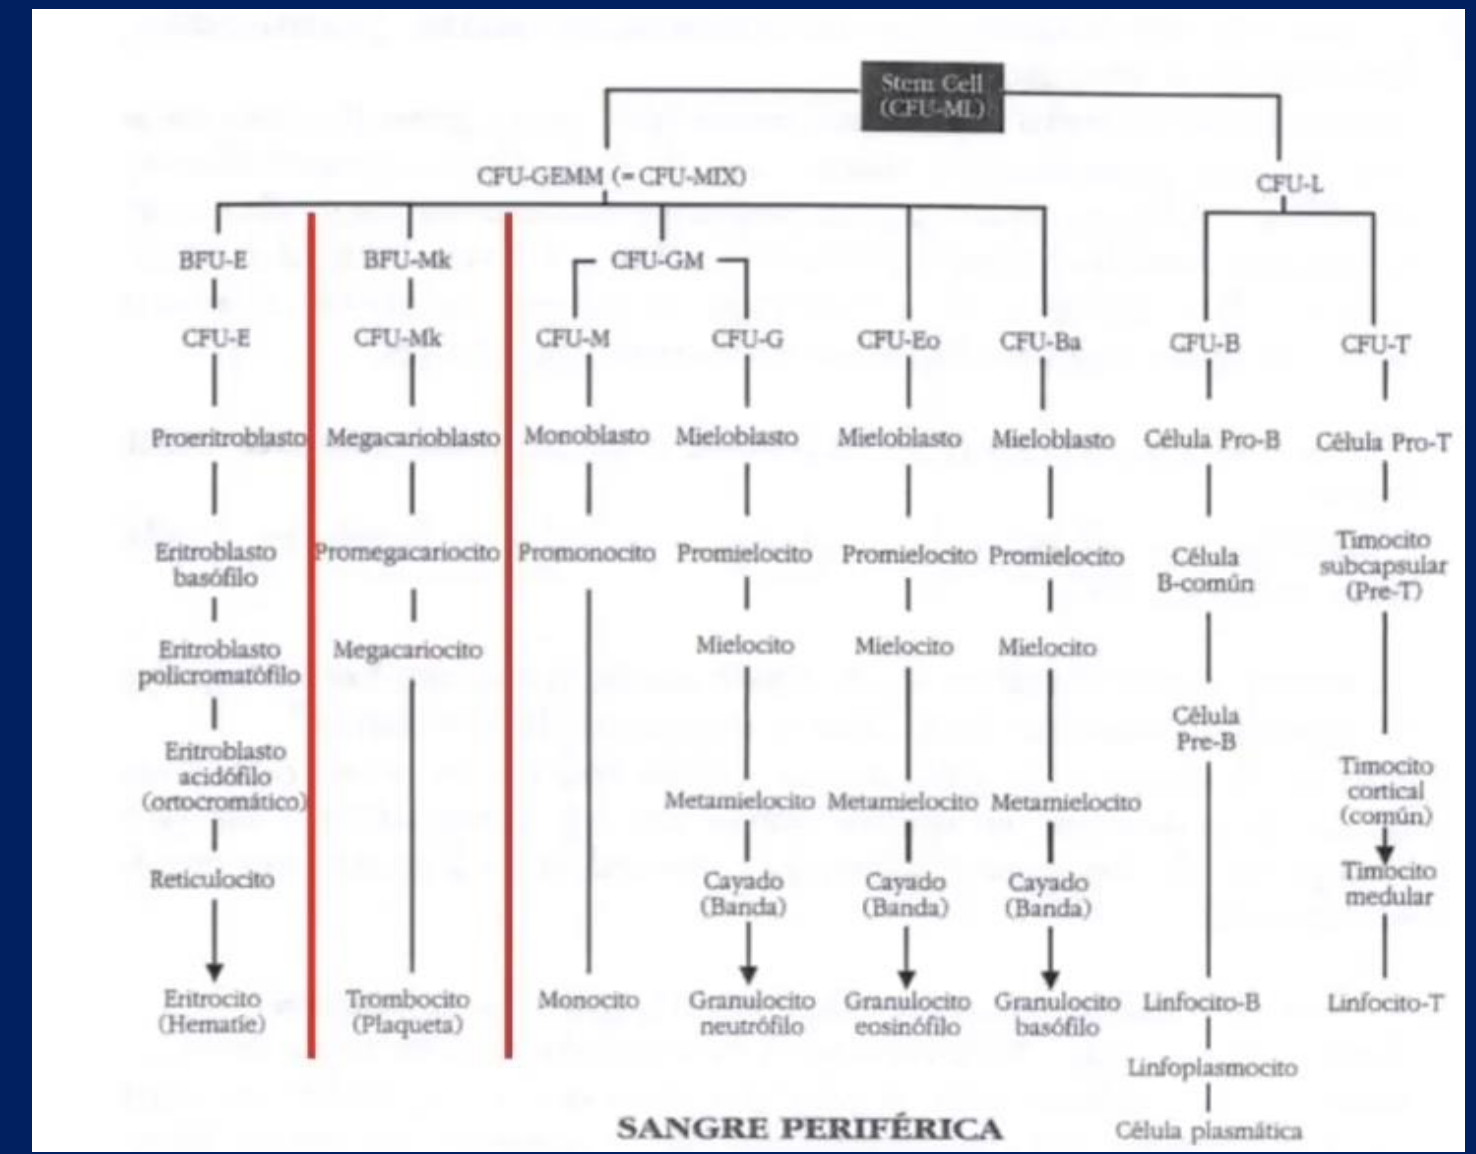 Stem Cell
(CFU-ML)
CFU-GEMM (=CFU-MIX)
CFU-L
BFU-E
BFU-Mk
CFU-GM
CFU-E
CFU-Mk
CFU-M
CFU-G
CFU-Eo
CFU-Ba
CFU-B
CFU-T
Proeritroblasto
Megacarioblasto
Monoblasto
Mieloblasto
Mieloblasto
Mieloblasto
Célula Pro-B
Célula Pro-T
Eritroblasto
basófilo
Promegacariocito
Promonocito
Promielocito
Promielocito
Promielocito
Célula
B-común
Timocito
subcapsular
(Pre-T)
Eritroblasto
policromatófilo
Megacariocito
Mielocito
Mielocito
Mielocito
Célula
Pre-B
Eritroblasto
acidófilo
(ortocromático)
Metamielocito
Metamielocito
Metamielocito
Timocito
cortical
(común)
Reticulocito
Cayado
(Banda)
Cayado
(Banda)
Cayado
(Banda)
Timocito
medular
Eritrocito
(Hematíe)
Trombocito
(Plaqueta)
Monocito
Granulocito
neutrófilo
Granulocito
eosinófilo
Granulocito
basófilo
Linfocito-B
Linfocito-T
Linfoplasmocito
Célula plasmática
SANGRE PERIFÉRICA